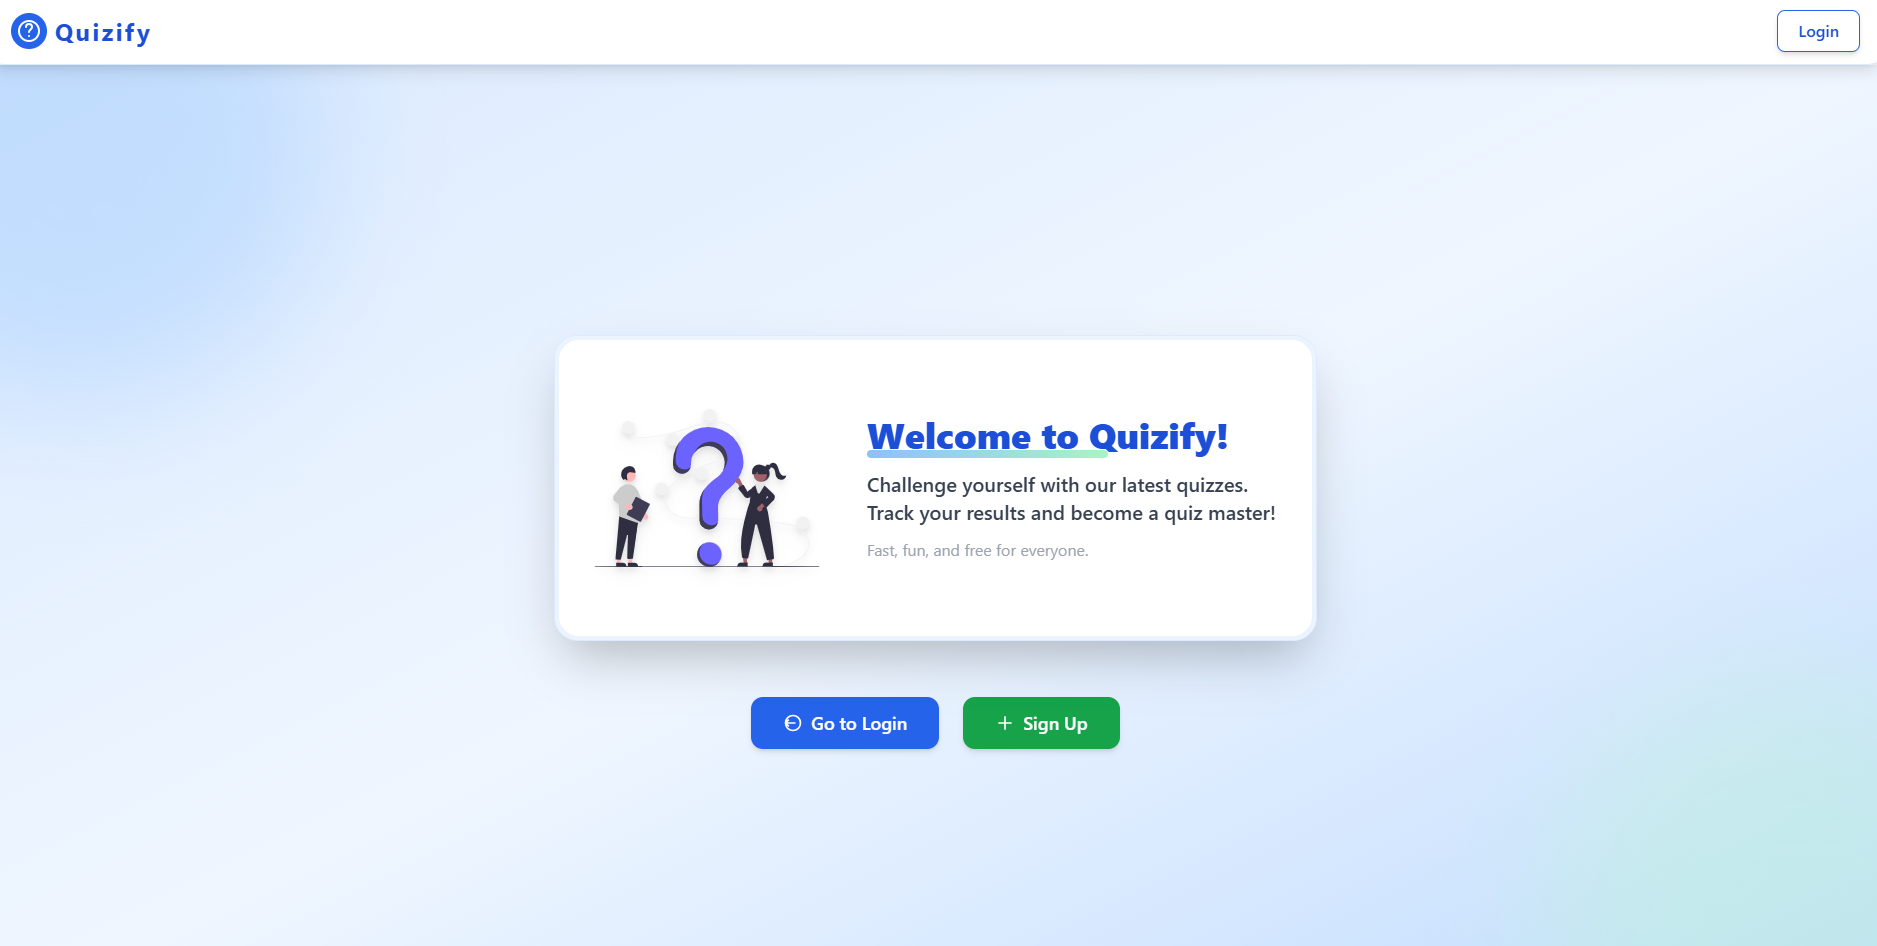 Quizify
Login
Welcome to Quizify!
Challenge yourself with our latest quizzes.
Track your results and become a quiz master!
Fast, fun, and free for everyone.
Go to Login
Sign Up